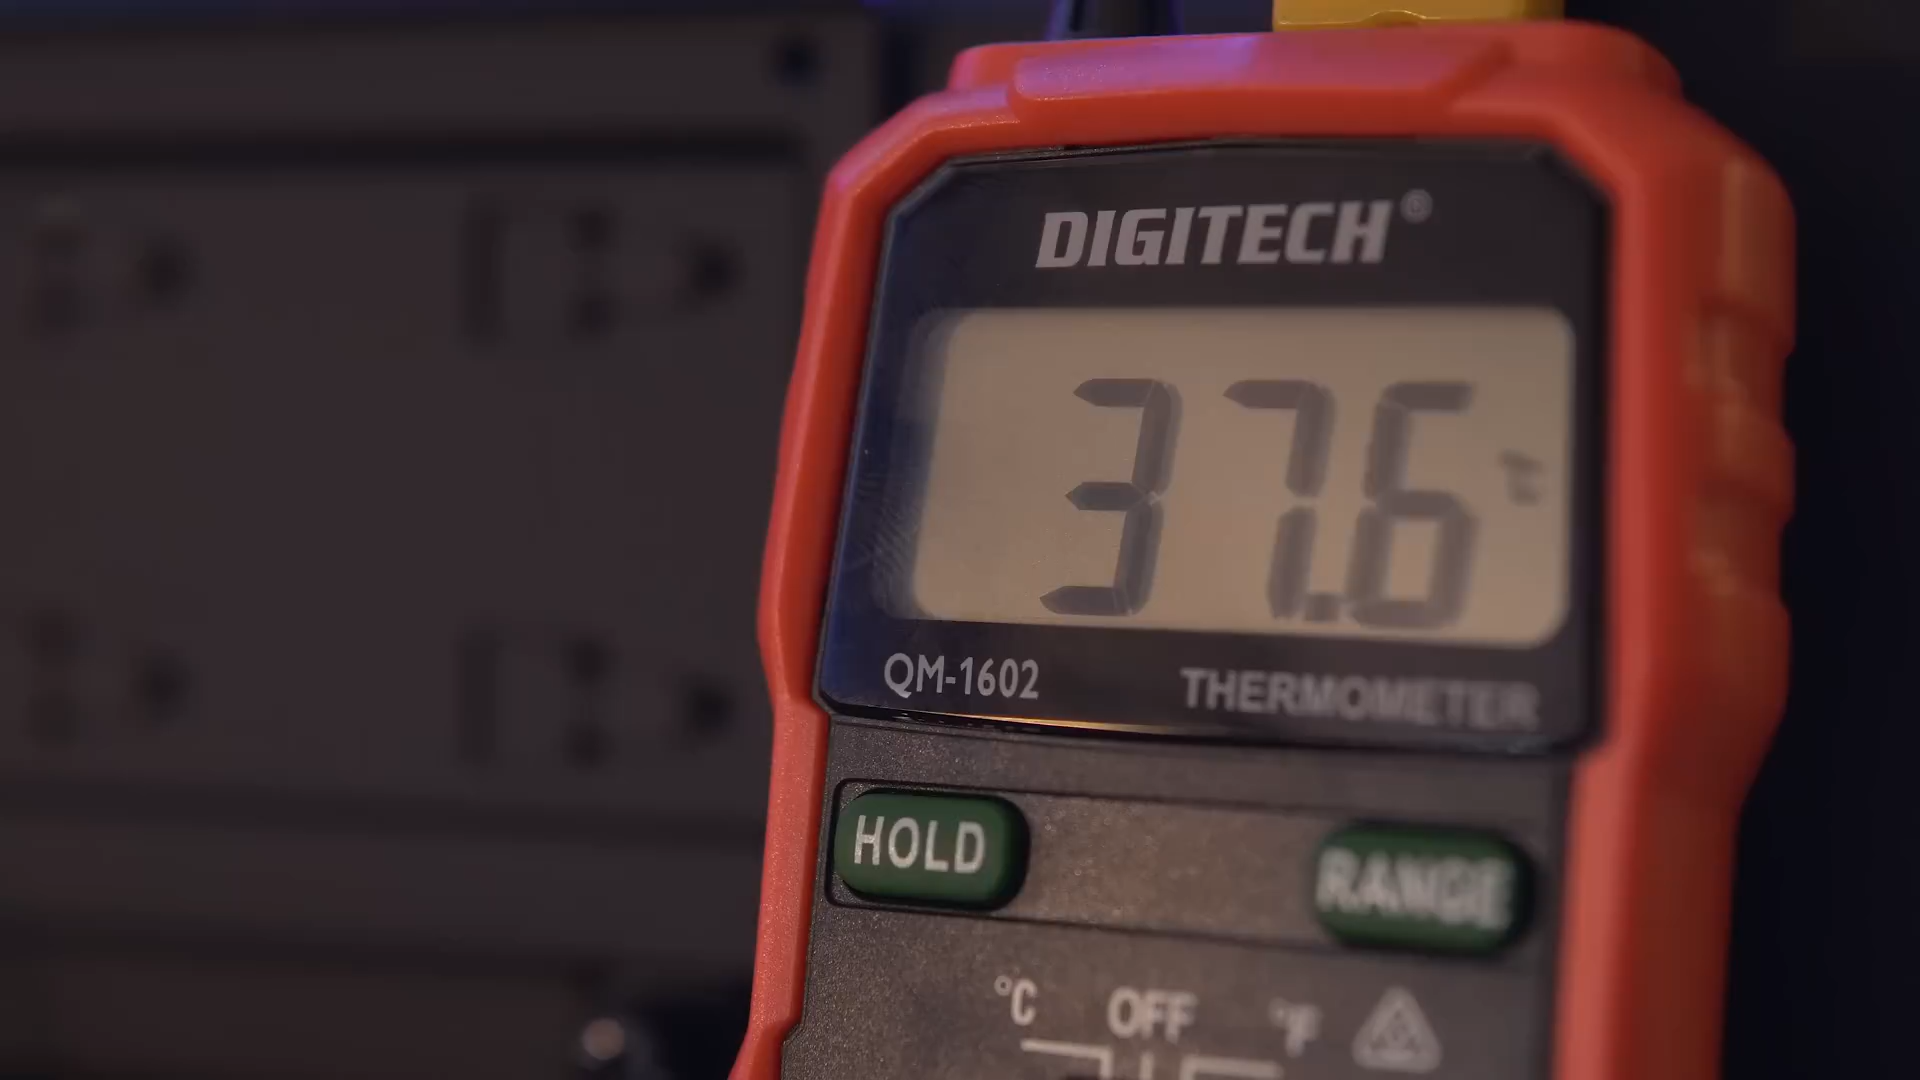 DIGITECH®
37.6 °C
QM-1602 THERMOMETER
HOLD RANGE
°C OFF °F